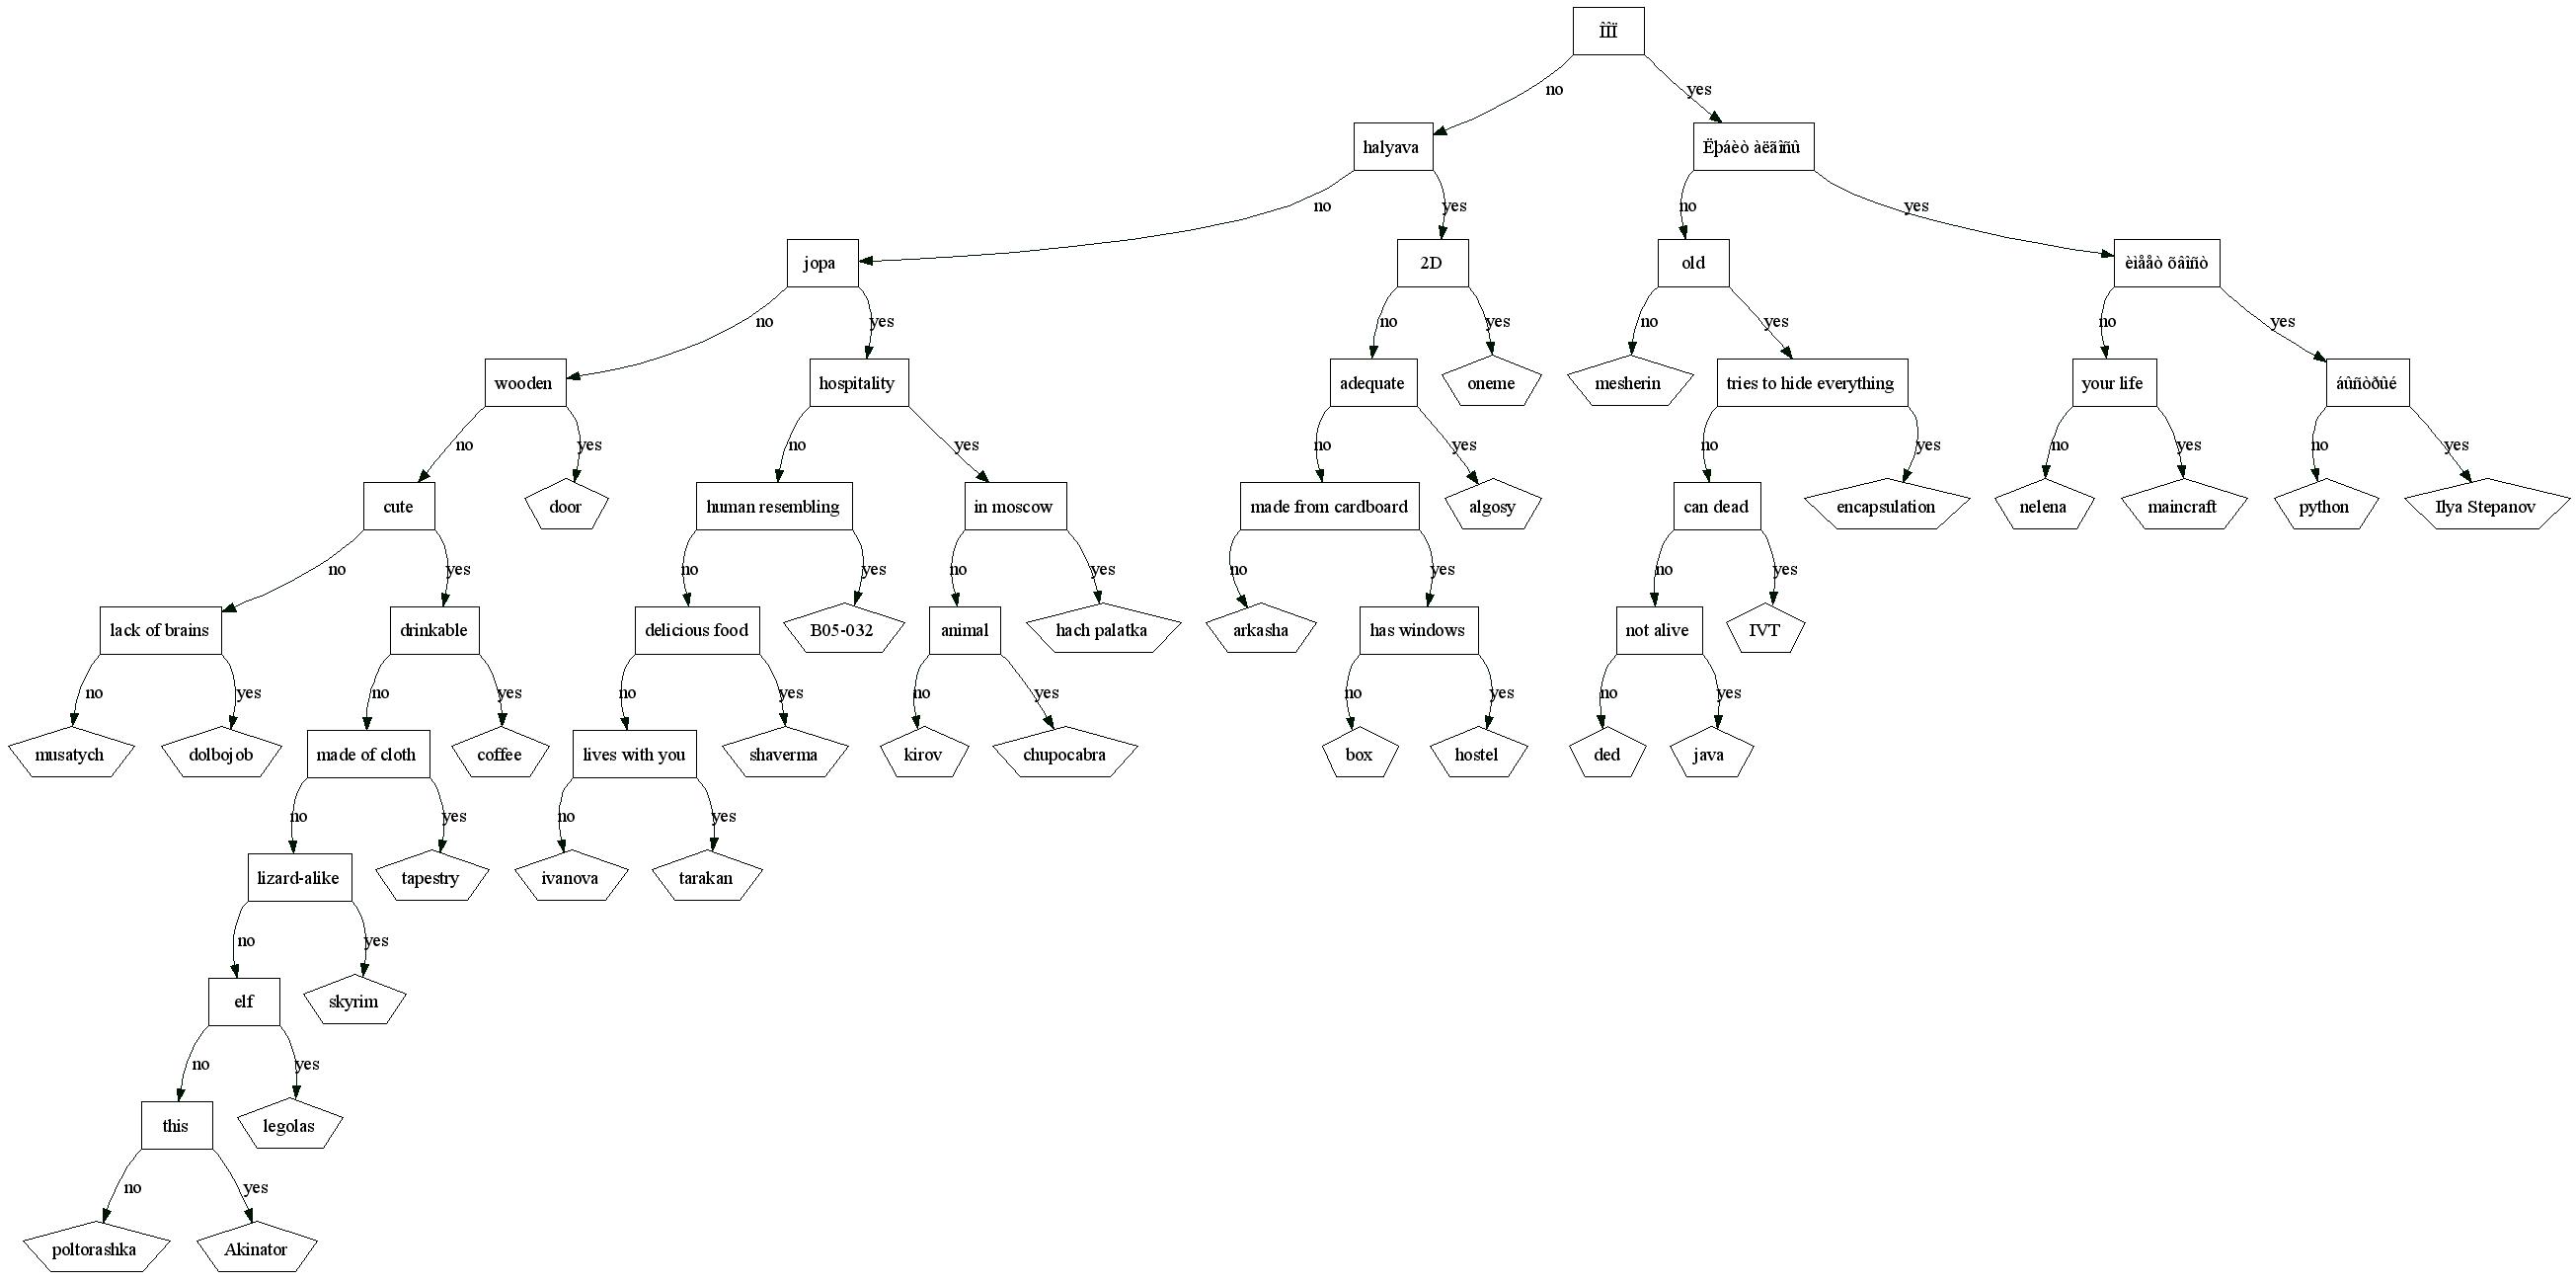 ÎÎÏ
no
yes
halyava
Ëþáèò àëãîñû
no
yes
no
yes
jopa
2D
old
èìååò õâîñò
no
yes
no
yes
no
yes
no
yes
wooden
hospitality
adequate
oneme
mesherin
tries to hide everything
your life
áûñòðûé
no
yes
no
yes
no
yes
no
yes
no
yes
no
yes
cute
door
human resembling
in moscow
made from cardboard
algosy
can dead
encapsulation
nelena
maincraft
python
Ilya Stepanov
no
yes
no
yes
no
yes
no
yes
no
yes
lack of brains
drinkable
delicious food
B05-032
animal
hach palatka
arkasha
has windows
not alive
IVT
no
yes
no
yes
no
yes
no
yes
no
yes
no
yes
musatych
dolbojob
made of cloth
coffee
lives with you
shaverma
kirov
chupocabra
box
hostel
ded
java
no
yes
no
yes
lizard-alike
tapestry
ivanova
tarakan
no
yes
elf
skyrim
no
yes
this
legolas
no
yes
poltorashka
Akinator